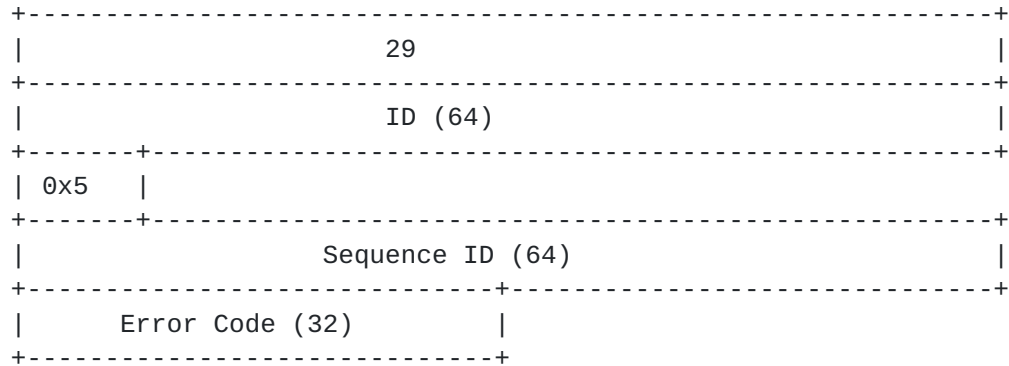 29
ID (64)
0x5
Sequence ID (64)
Error Code (32)